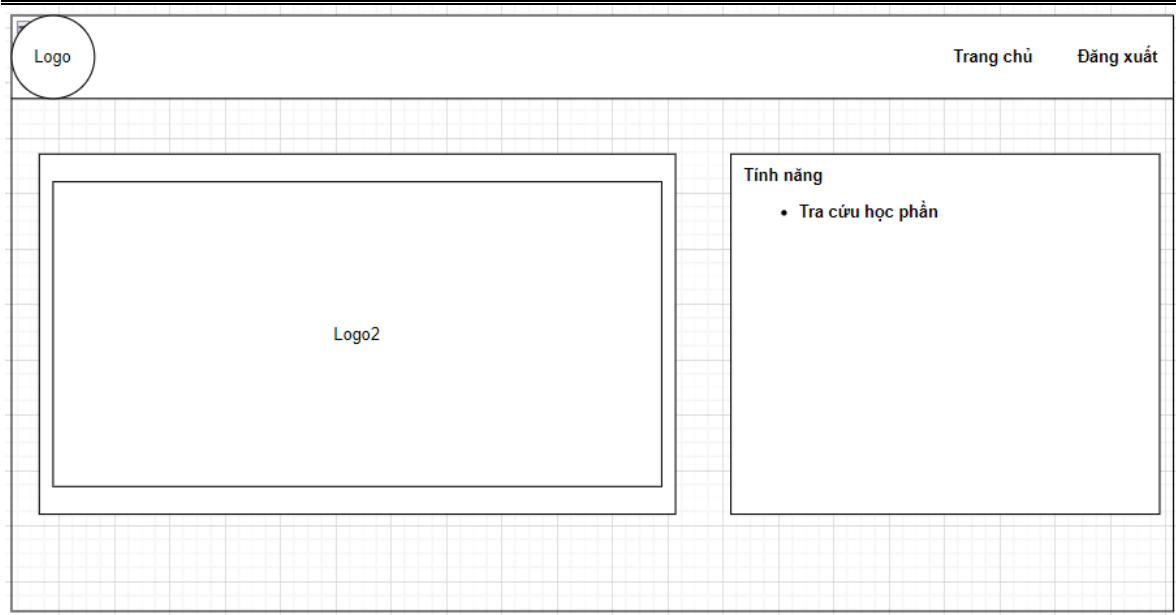 Logo
Trang chủ
Đăng xuất
Tính năng
Tra cứu học phần
Logo2